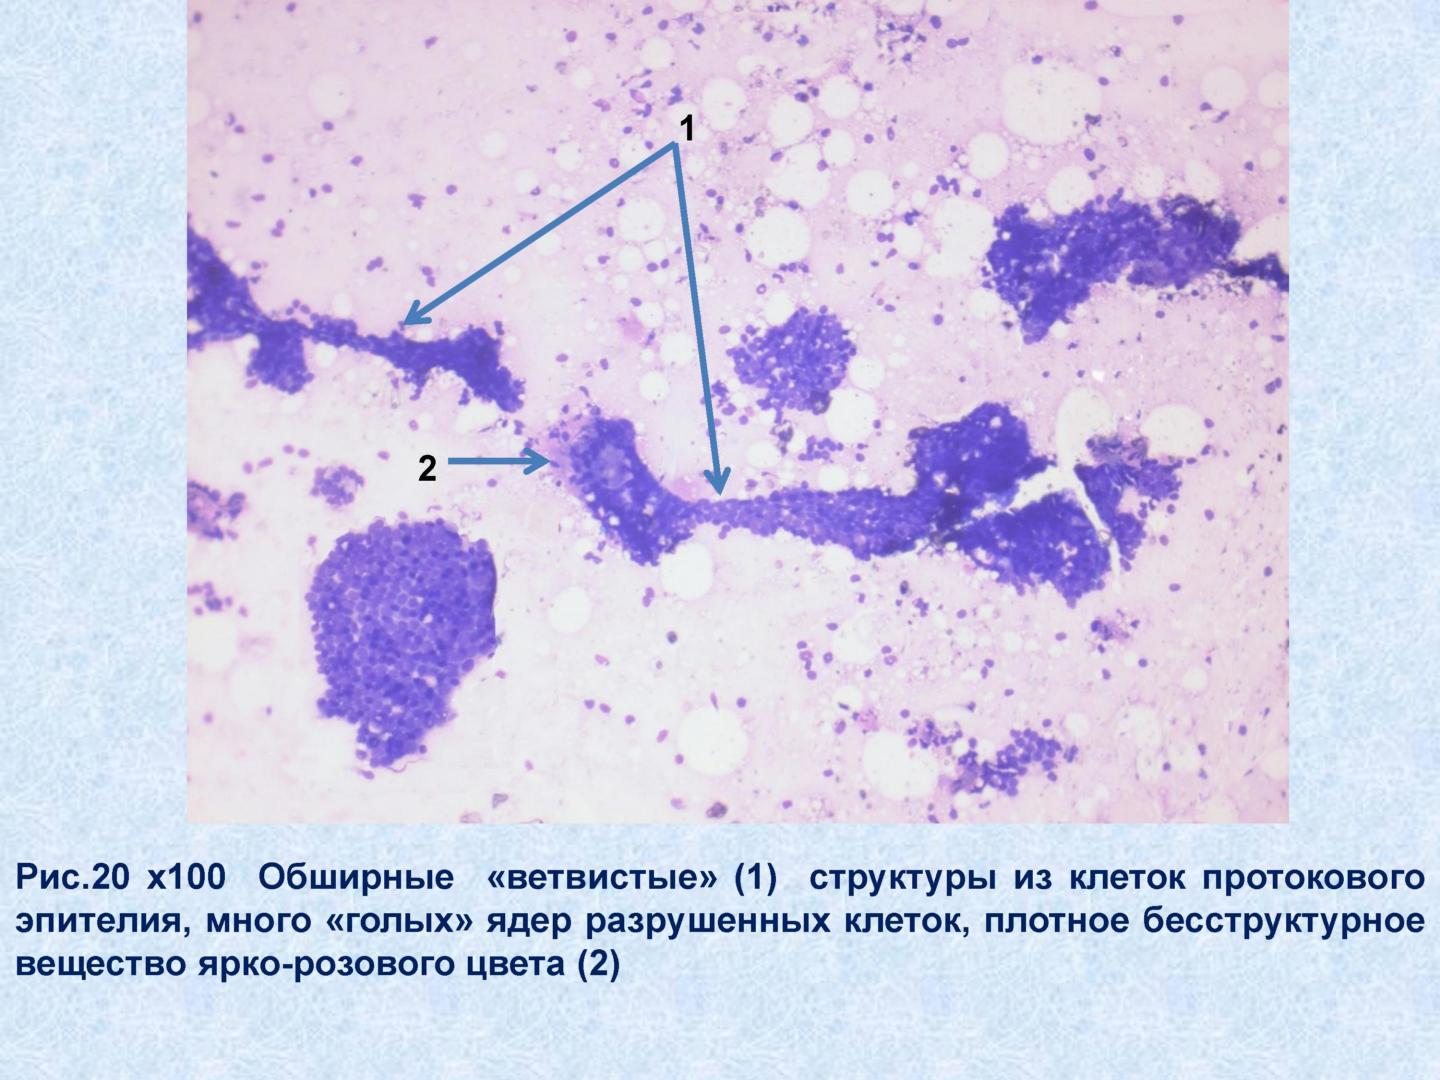 1
2
Рис.20 х100 Обширные «ветвистые» (1) структуры из клеток протокового
эпителия, много «голых» ядер разрушенных клеток, плотное бесструктурное
вещество ярко-розового цвета (2)